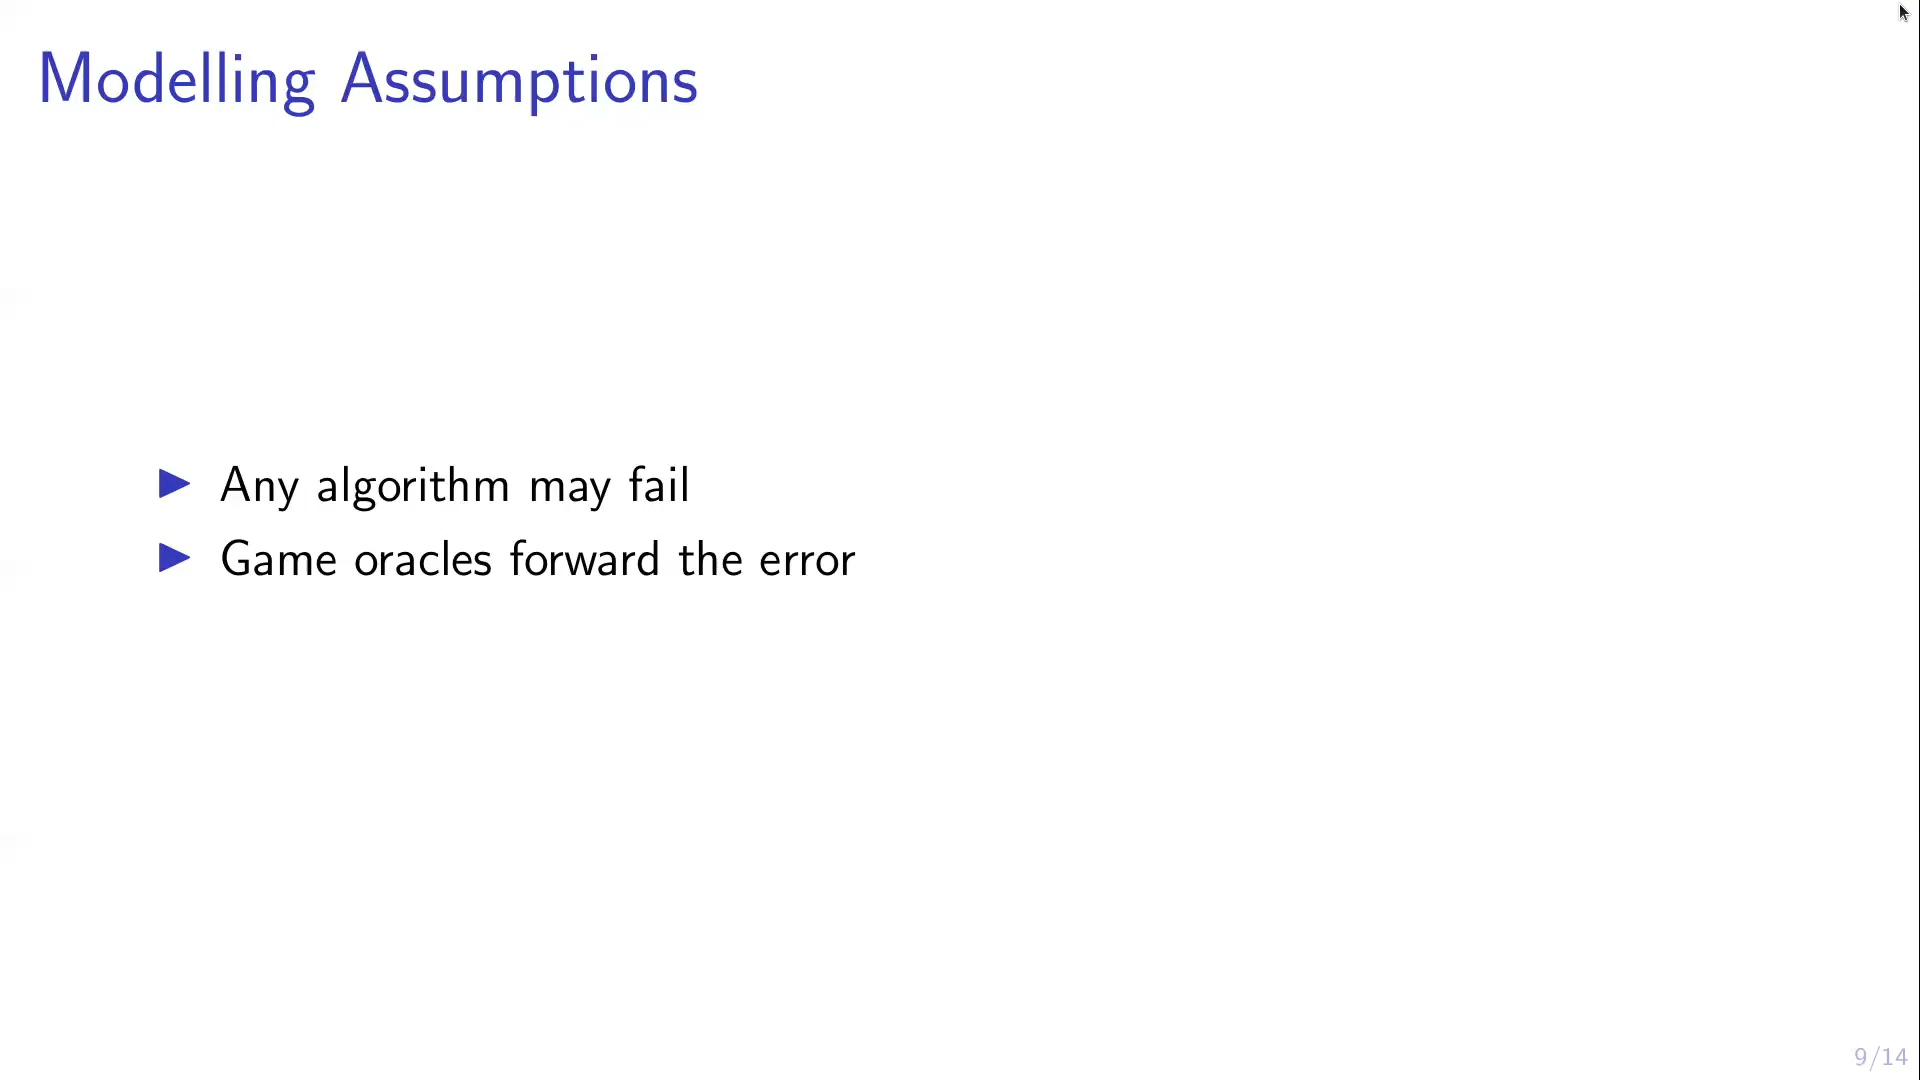 Modelling Assumptions
▶ Any algorithm may fail
▶ Game oracles forward the error
9/14